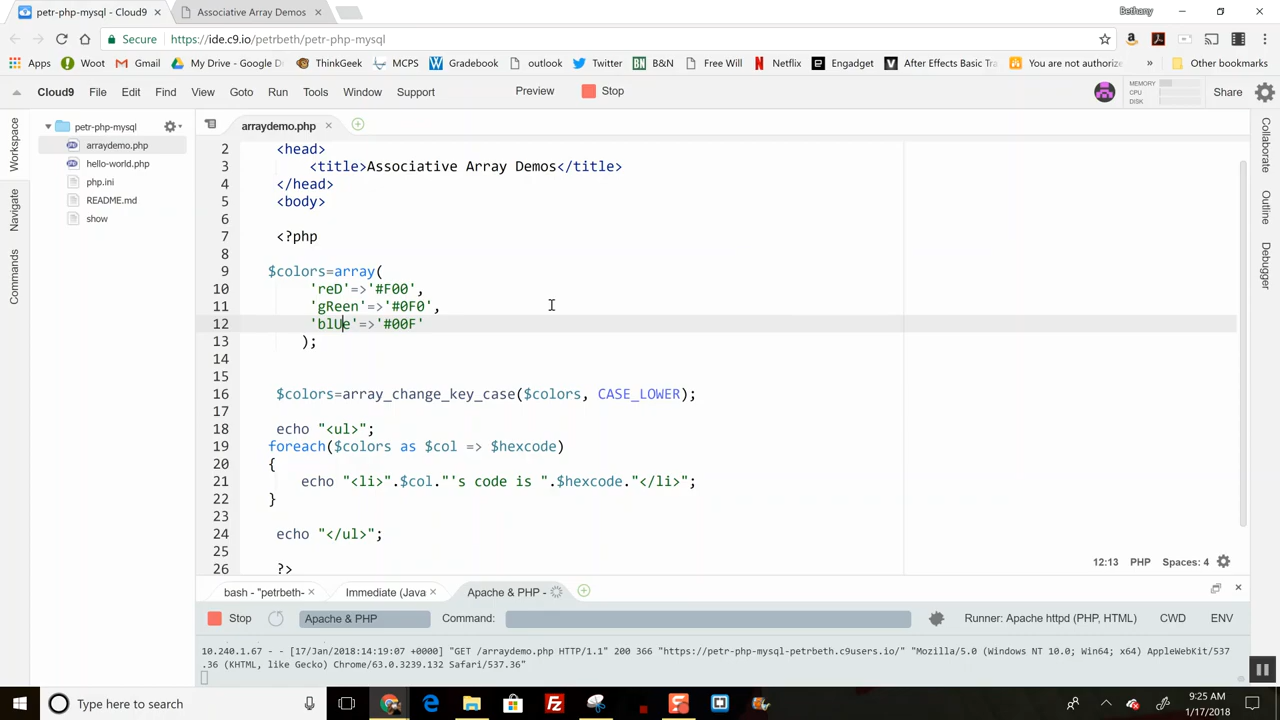 petr-php-mysql - Cloud9
Associative Array Demos
Bethany
Secure
https://ide.c9.io/petrbeth/petr-php-mysql
Apps
Woot
Gmail
My Drive - Google D
ThinkGeek
MCPS
Gradebook
outlook
Twitter
B&N
Free Will
Netflix
Engadget
After Effects Basic Tra
You are not authorize
»
Other bookmarks
Cloud9
File
Edit
Find
View
Goto
Run
Tools
Window
Support
Preview
Stop
MEMORY
CPU
DISK
Share
Workspace
Navigate
Commands
petr-php-mysql
arraydemo.php
hello-world.php
php.ini
README.md
show
arraydemo.php
2 <head>
3 <title>Associative Array Demos</title>
4 </head>
5 <body>
6
7 <?php
8
9 $colors=array(
10 'reD'=>'#F00',
11 'gReen'=>'#0F0',
12 'blUe'=>'#00F'
13 );
14
15
16 $colors=array_change_key_case($colors, CASE_LOWER);
17
18 echo "<ul>";
19 foreach($colors as $col => $hexcode)
20 {
21 echo "<li>".$col."'s code is ".$hexcode."</li>";
22 }
23
24 echo "</ul>";
25
26 ?>
12:13 PHP Spaces: 4
Collaborate
Outline
Debugger
bash - "petrbeth-
Immediate (Java
Apache & PHP -
Stop
Apache & PHP
Command:
Runner: Apache httpd (PHP, HTML)
CWD
ENV
10.240.1.67 - - [17/Jan/2018:14:19:07 +0000] "GET /arraydemo.php HTTP/1.1" 200 366 "https://petr-php-mysql-petrbeth.c9users.io/" "Mozilla/5.0 (Windows NT 10.0; Win64; x64) AppleWebKit/537
.36 (KHTML, like Gecko) Chrome/63.0.3239.132 Safari/537.36"
Type here to search
9:25 AM
1/17/2018